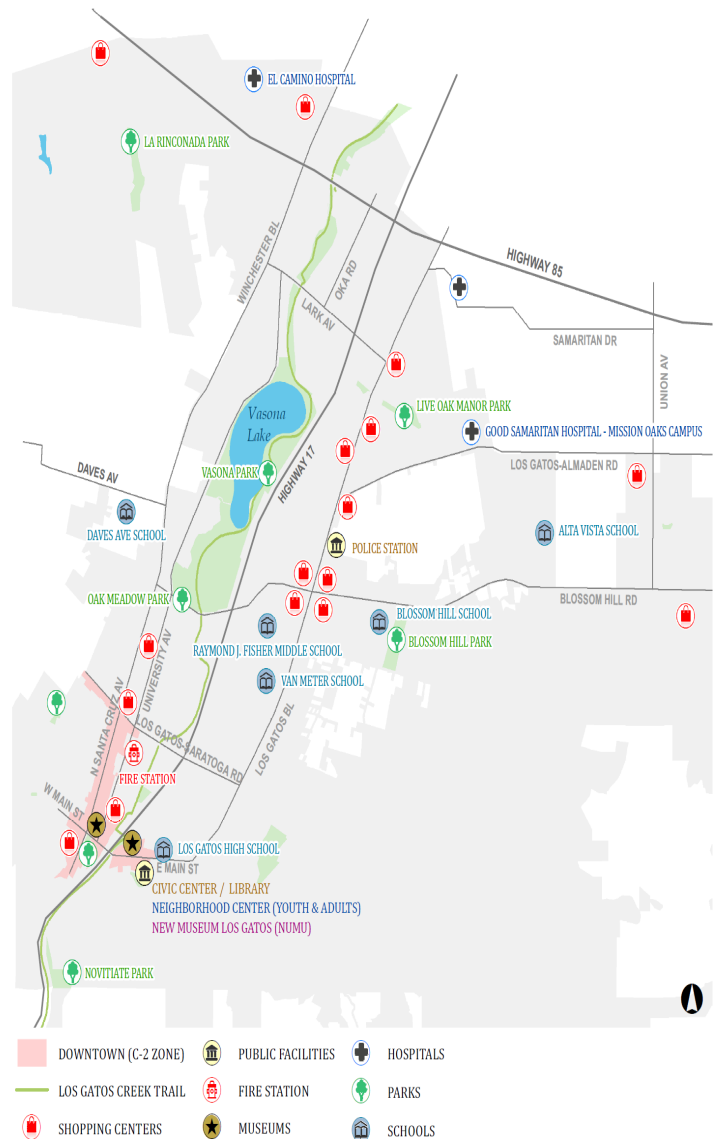 EL CAMINO HOSPITAL
LA RINCONADA PARK
WINCHESTER BL
OKA RD
HIGHWAY 85
LARK AV
SAMARITAN DR
UNION AV
Vasona
Lake
LIVE OAK MANOR PARK
GOOD SAMARITAN HOSPITAL - MISSION OAKS CAMPUS
LOS GATOS-ALMADEN RD
VASONA PARK
HIGHWAY 17
DAVES AV
DAVES AVE SCHOOL
ALTA VISTA SCHOOL
POLICE STATION
OAK MEADOW PARK
BLOSSOM HILL RD
BLOSSOM HILL SCHOOL
RAYMOND J. FISHER MIDDLE SCHOOL
BLOSSOM HILL PARK
VAN METER SCHOOL
UNIVERSITY AV
N SANTA CRUZ AV
LOS GATOS-SARATOGA RD
LOS GATOS BL
FIRE STATION
W MAIN ST
LOS GATOS HIGH SCHOOL
E MAIN ST
CIVIC CENTER / LIBRARY
NEIGHBORHOOD CENTER (YOUTH & ADULTS)
NEW MUSEUM LOS GATOS (NUMU)
NOVITIATE PARK
DOWNTOWN (C-2 ZONE)
PUBLIC FACILITIES
HOSPITALS
LOS GATOS CREEK TRAIL
FIRE STATION
PARKS
SHOPPING CENTERS
MUSEUMS
SCHOOLS